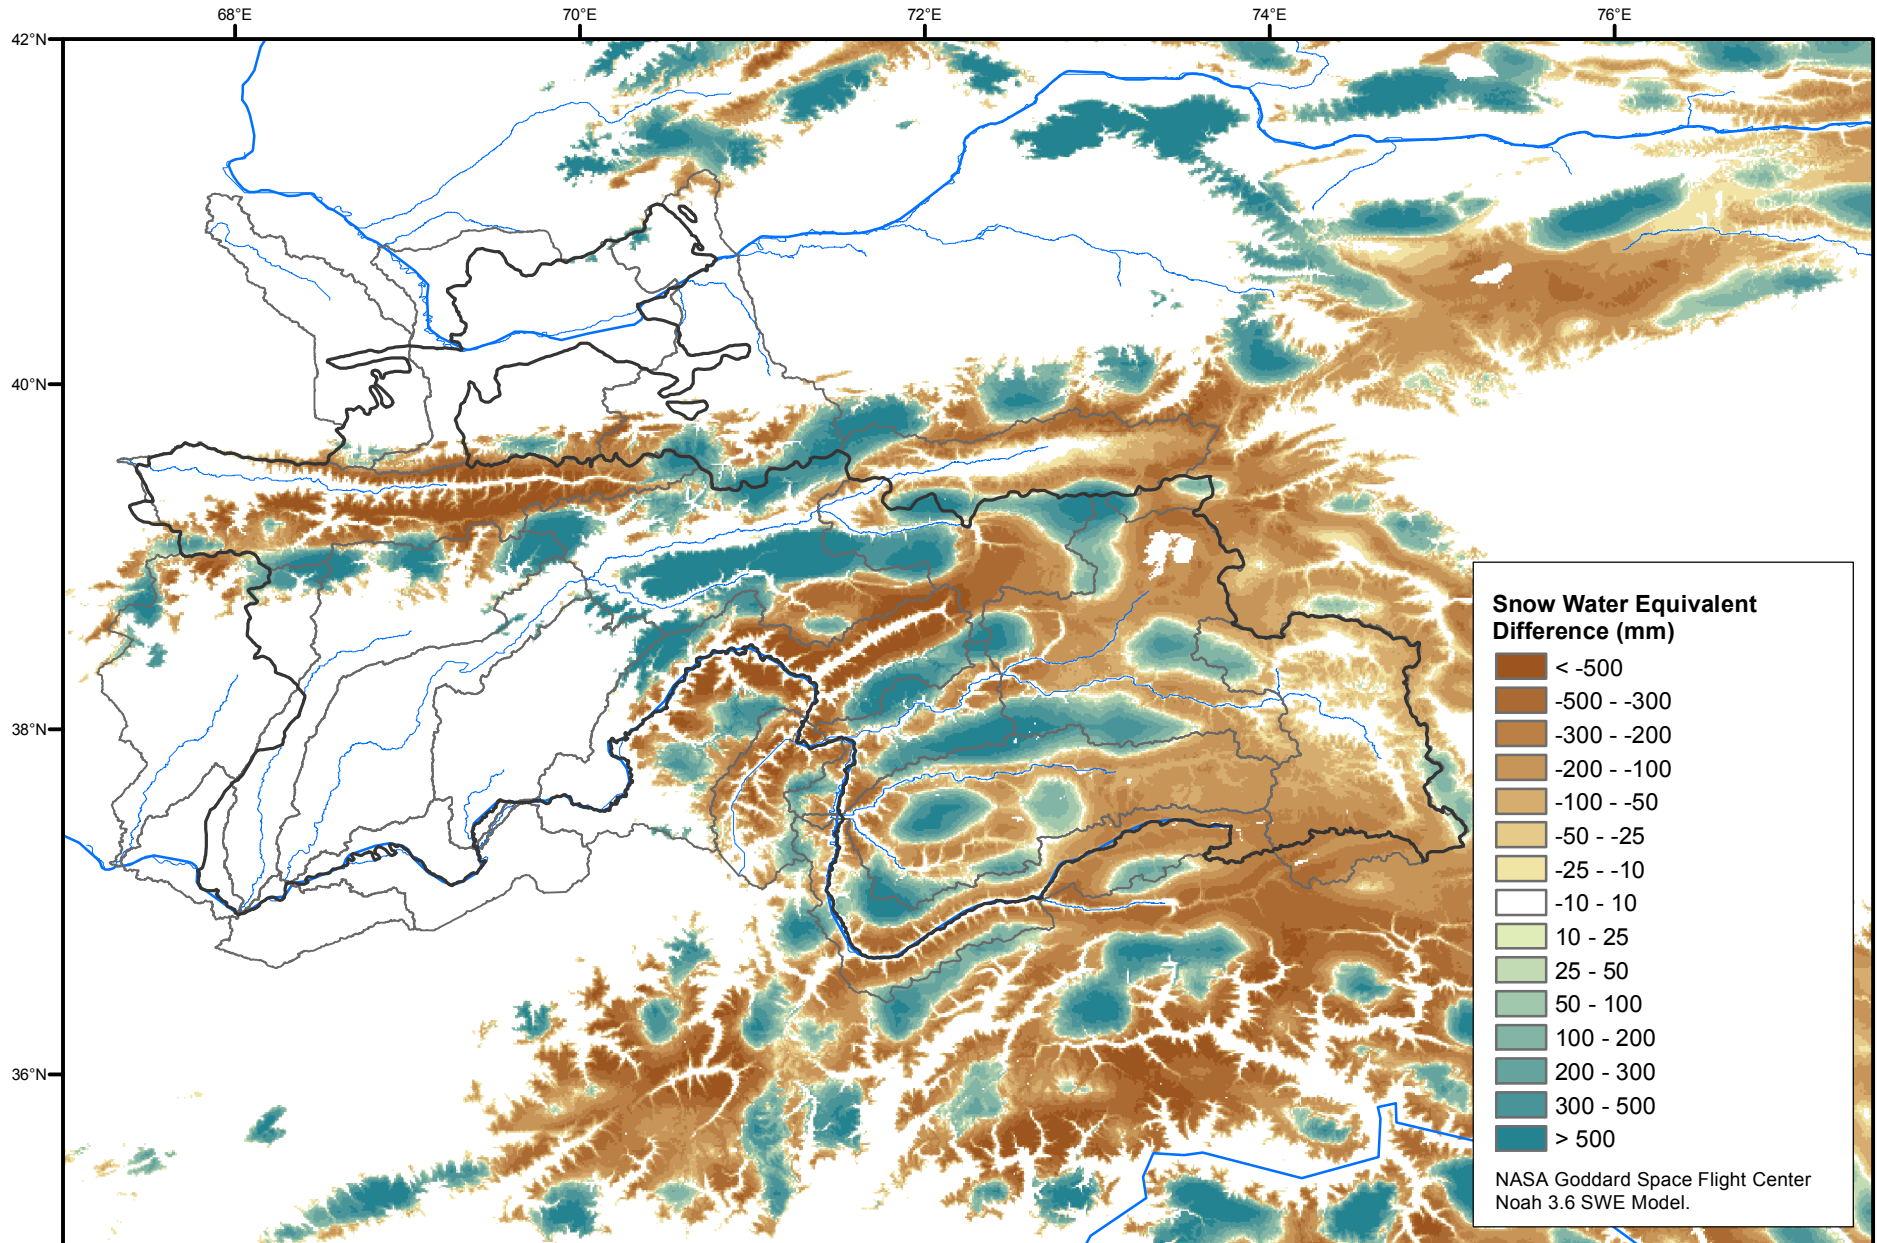 68°E
70°E
72°E
74°E
76°E
42°N
40°N
38°N
36°N
Snow Water Equivalent
Difference (mm)
< -500
-500 - -300
-300 - -200
-200 - -100
-100 - -50
-50 - -25
-25 - -10
-10 - 10
10 - 25
25 - 50
50 - 100
100 - 200
200 - 300
300 - 500
> 500
NASA Goddard Space Flight Center
Noah 3.6 SWE Model.